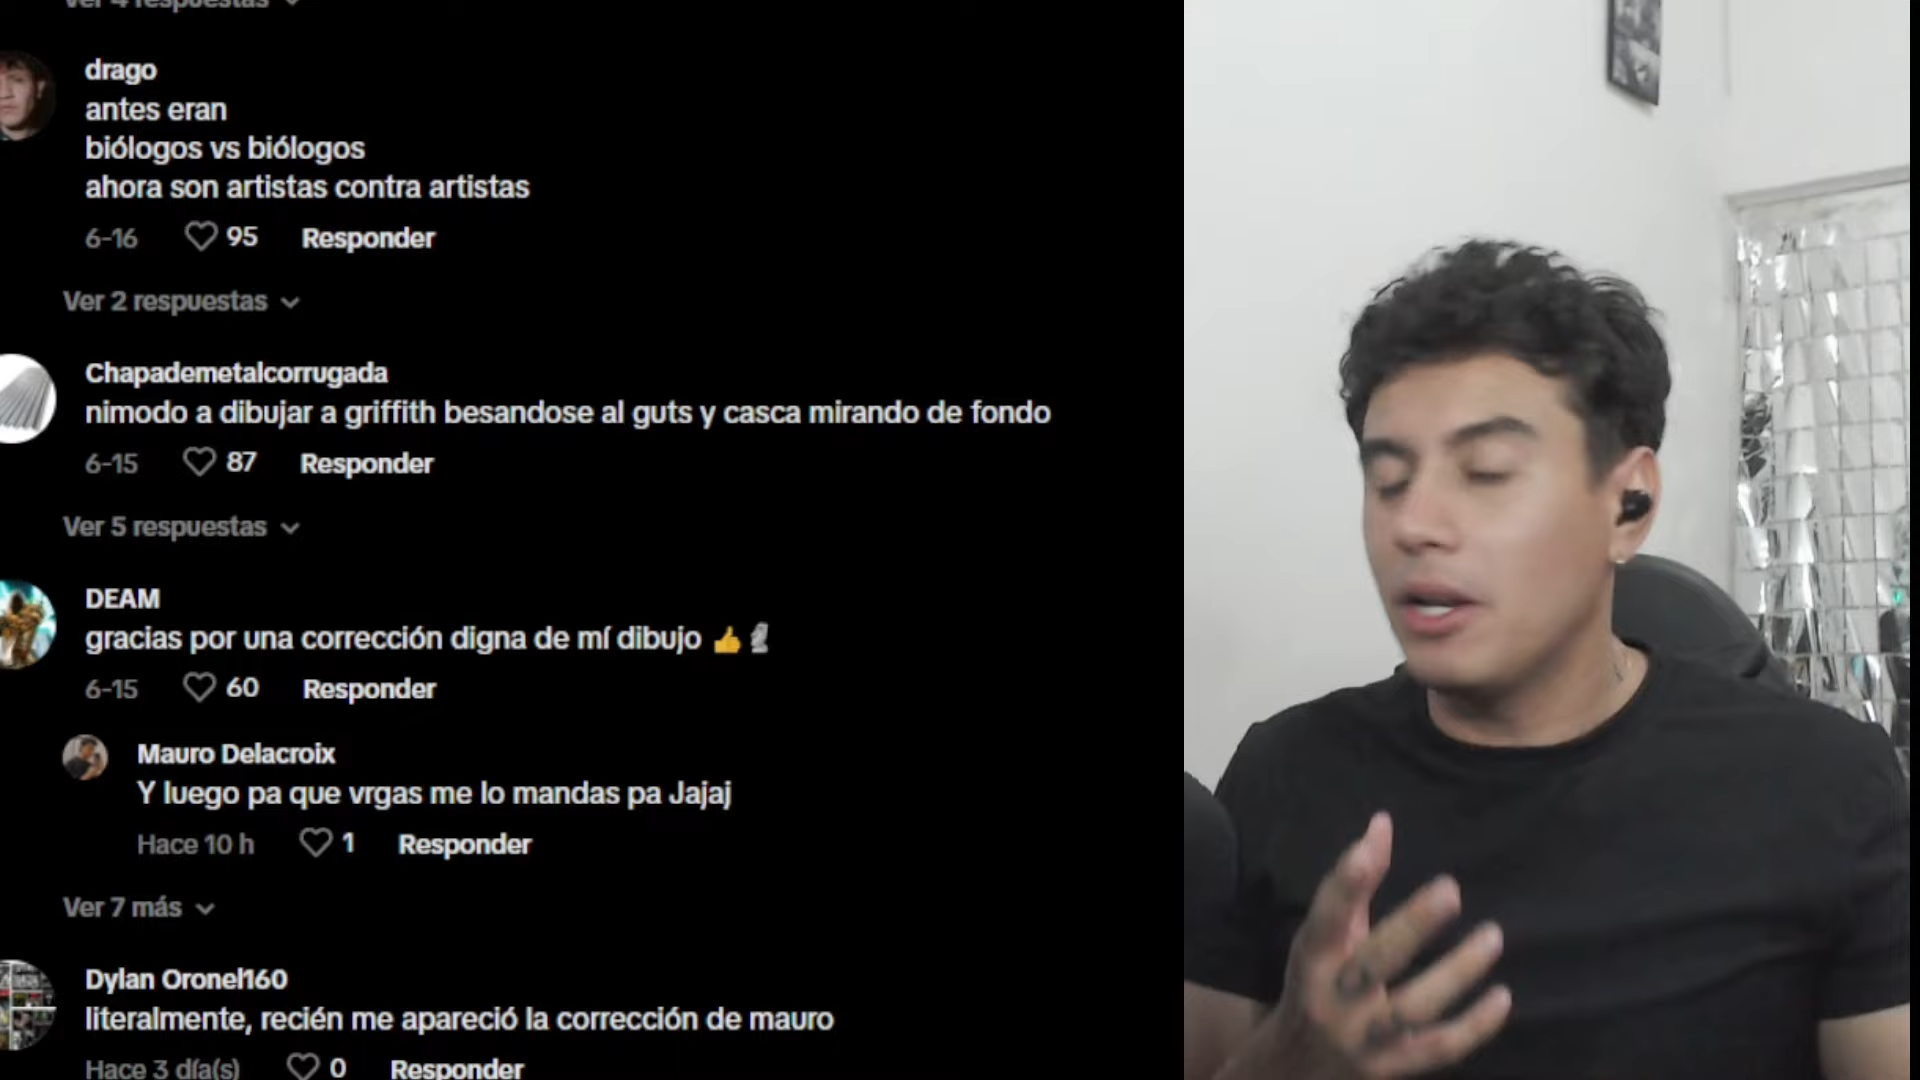 Ver 4 respuestas
drago
antes eran
biólogos vs biólogos
ahora son artistas contra artistas
6-16 95 Responder
Ver 2 respuestas
Chapademetalcorrugada
nimodo a dibujar a griffith besandose al guts y casca mirando de fondo
6-15 87 Responder
Ver 5 respuestas
DEAM
gracias por una corrección digna de mí dibujo 👍🗿
6-15 60 Responder
Mauro Delacroix
Y luego pa que vrgas me lo mandas pa Jajaj
Hace 10 h 1 Responder
Ver 7 más
Dylan Oronel160
literalmente, recién me apareció la corrección de mauro
Hace 3 día(s) 0 Responder